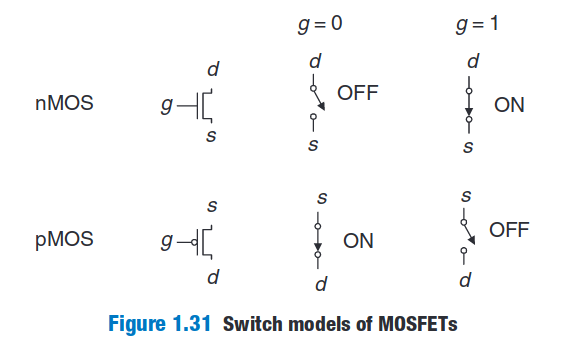 g = 0 g = 1
d d d
nMOS g OFF ON
s s s
s s s
pMOS g ON OFF
d d d
Figure 1.31 Switch models of MOSFETs